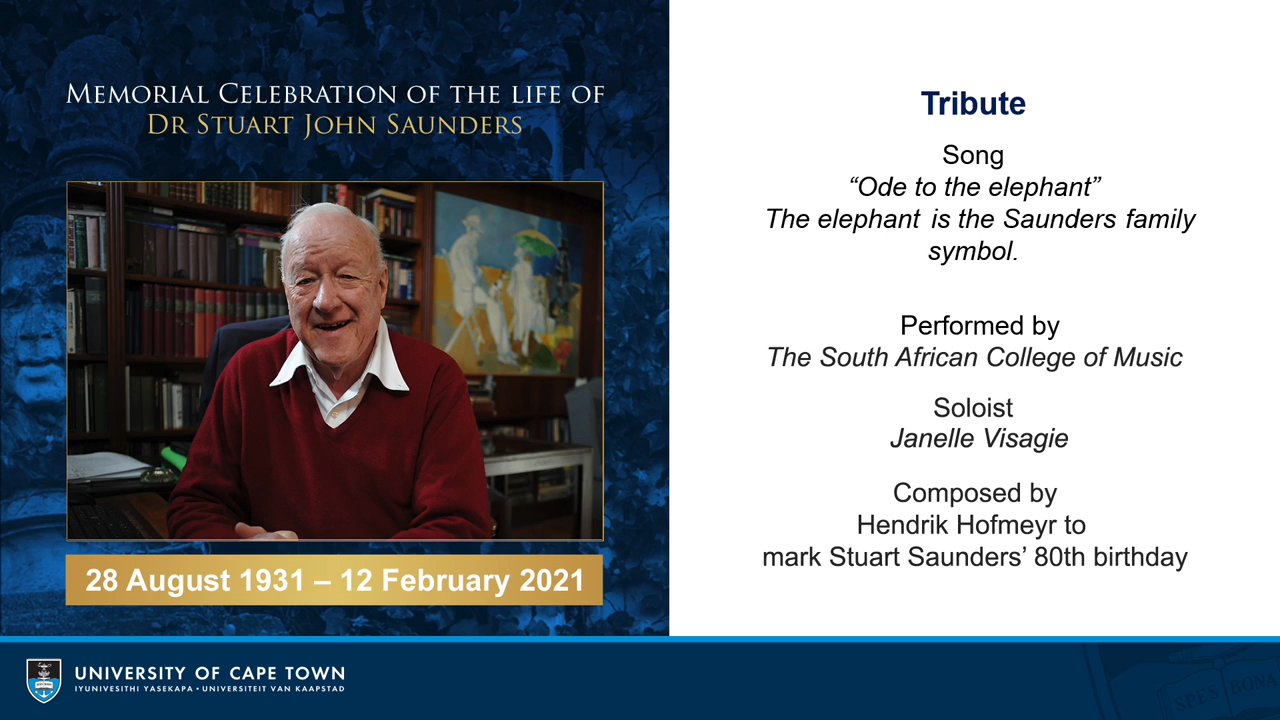 MEMORIAL CELEBRATION OF THE LIFE OF
DR STUART JOHN SAUNDERS
28 August 1931 – 12 February 2021
Tribute
Song
“Ode to the elephant”
The elephant is the Saunders family
symbol.
Performed by
The South African College of Music
Soloist
Janelle Visagie
Composed by
Hendrik Hofmeyr to
mark Stuart Saunders’ 80th birthday
UNIVERSITY OF CAPE TOWN
IYUNIVESITHI YASEKAPA • UNIVERSITEIT VAN KAAPSTAD
SPES BONA